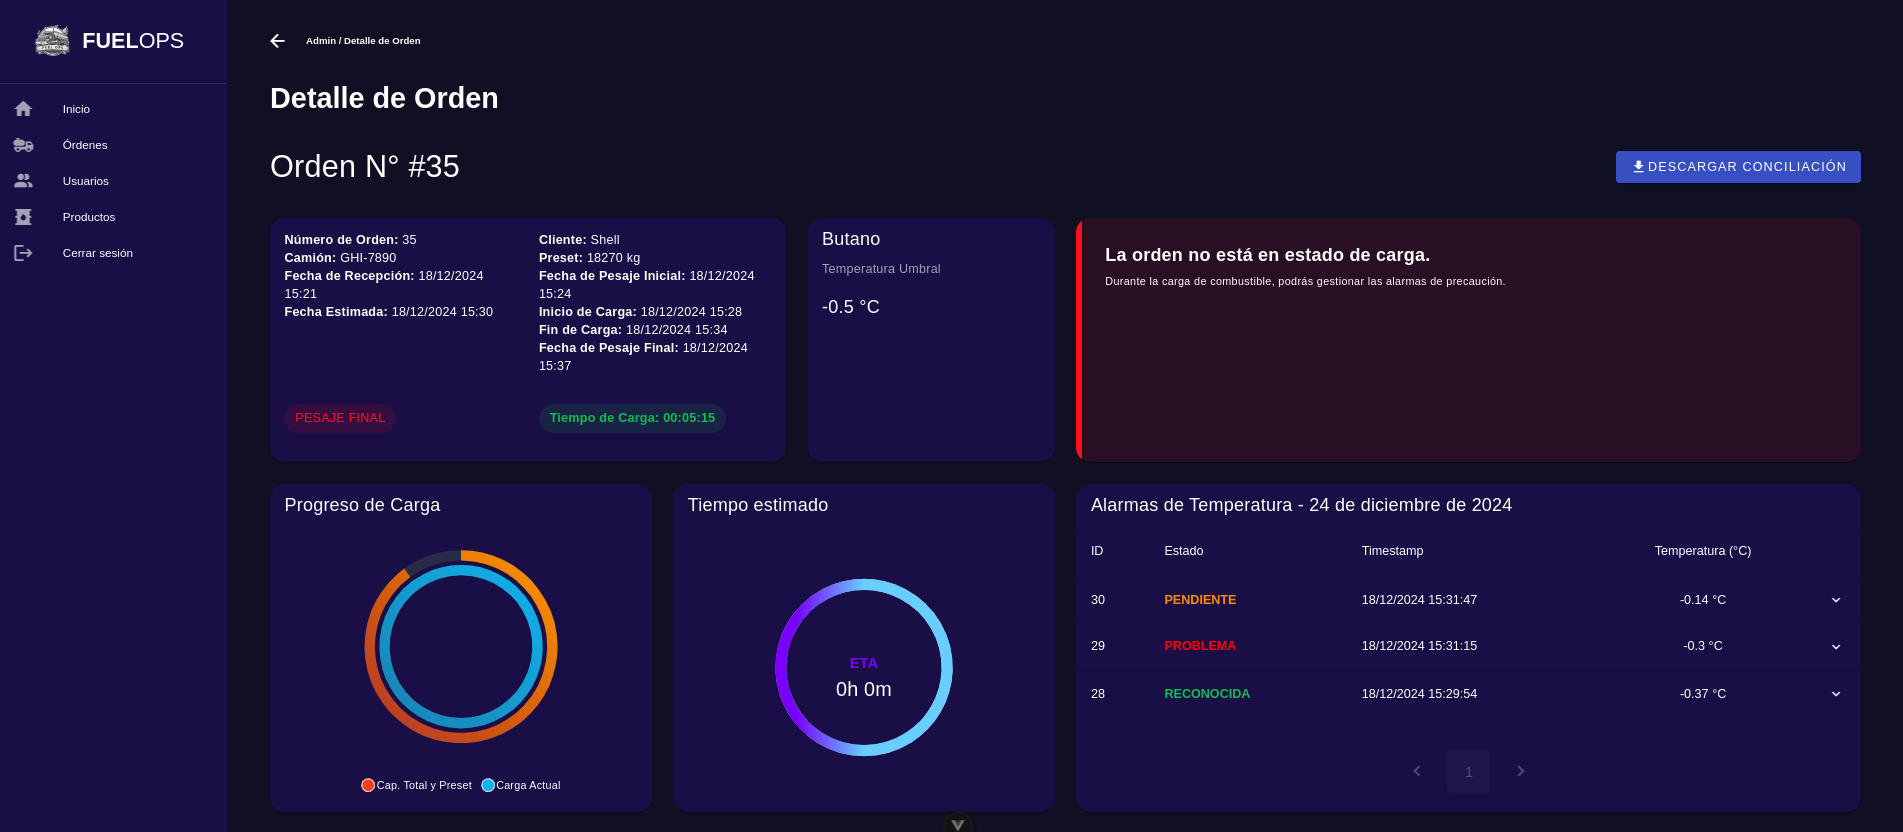 FUELOPS
Inicio
Órdenes
Usuarios
Productos
Cerrar sesión
Admin / Detalle de Orden
Detalle de Orden
Orden N° #35
DESCARGAR CONCILIACIÓN
Número de Orden: 35
Camión: GHI-7890
Fecha de Recepción: 18/12/2024
15:21
Fecha Estimada: 18/12/2024 15:30
PESAJE FINAL
Cliente: Shell
Preset: 18270 kg
Fecha de Pesaje Inicial: 18/12/2024
15:24
Inicio de Carga: 18/12/2024 15:28
Fin de Carga: 18/12/2024 15:34
Fecha de Pesaje Final: 18/12/2024
15:37
Tiempo de Carga: 00:05:15
Butano
Temperatura Umbral
-0.5 °C
La orden no está en estado de carga.
Durante la carga de combustible, podrás gestionar las alarmas de precaución.
Progreso de Carga
Cap. Total y Preset Carga Actual
Tiempo estimado
ETA
0h 0m
Alarmas de Temperatura - 24 de diciembre de 2024
ID Estado Timestamp Temperatura (°C)
30 PENDIENTE 18/12/2024 15:31:47 -0.14 °C
29 PROBLEMA 18/12/2024 15:31:15 -0.3 °C
28 RECONOCIDA 18/12/2024 15:29:54 -0.37 °C
1